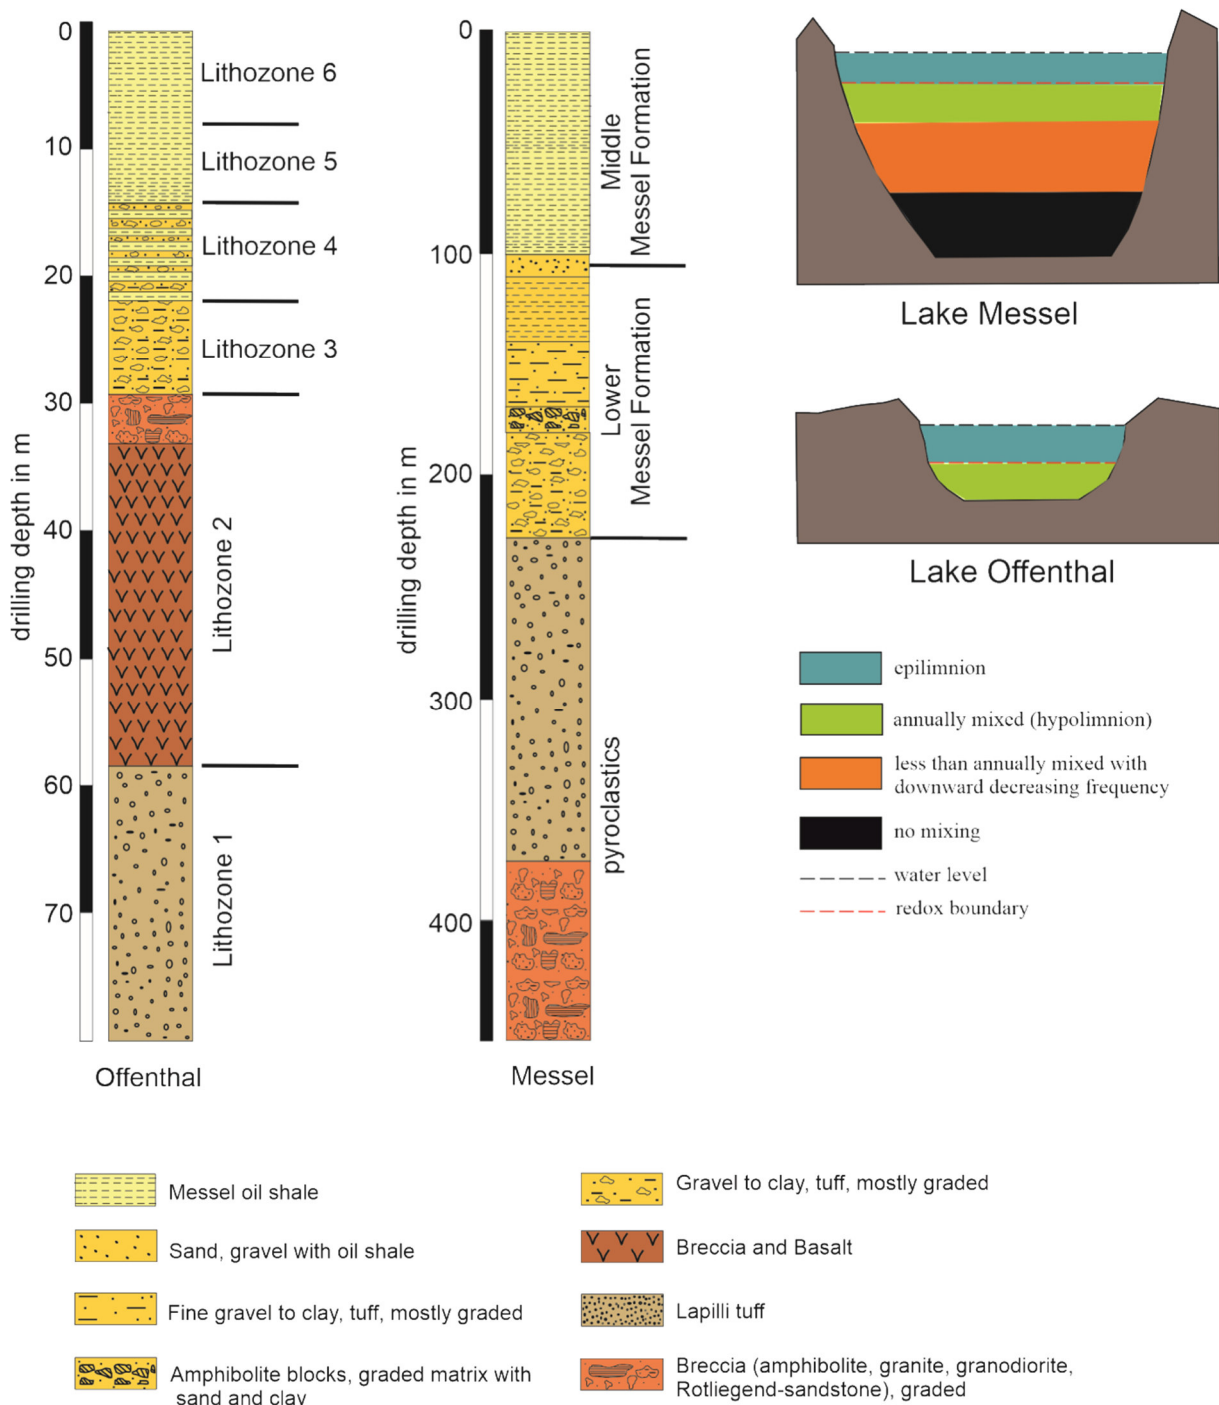 0
10
20
30
40
50
60
70
drilling depth in m
Lithozone 6
Lithozone 5
Lithozone 4
Lithozone 3
Lithozone 2
Lithozone 1
Offenthal
0
100
200
300
400
drilling depth in m
Middle
Messel Formation
Lower
Messel Formation
pyroclastics
Messel
Lake Messel
Lake Offenthal
epilimnion
annually mixed (hypolimnion)
less than annually mixed with
downward decreasing frequency
no mixing
water level
redox boundary
Messel oil shale
Sand, gravel with oil shale
Fine gravel to clay, tuff, mostly graded
Amphibolite blocks, graded matrix with
sand and clay
Gravel to clay, tuff, mostly graded
Breccia and Basalt
Lapilli tuff
Breccia (amphibolite, granite, granodiorite,
Rotliegend-sandstone), graded